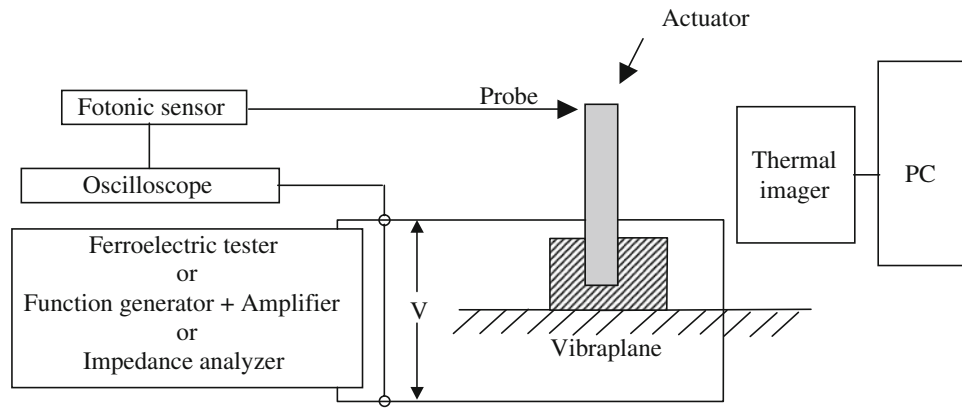 Actuator
Fotonic sensor
Probe
Thermal
imager
PC
Oscilloscope
Ferroelectric tester
or
Function generator + Amplifier
or
Impedance analyzer
V
Vibraplane